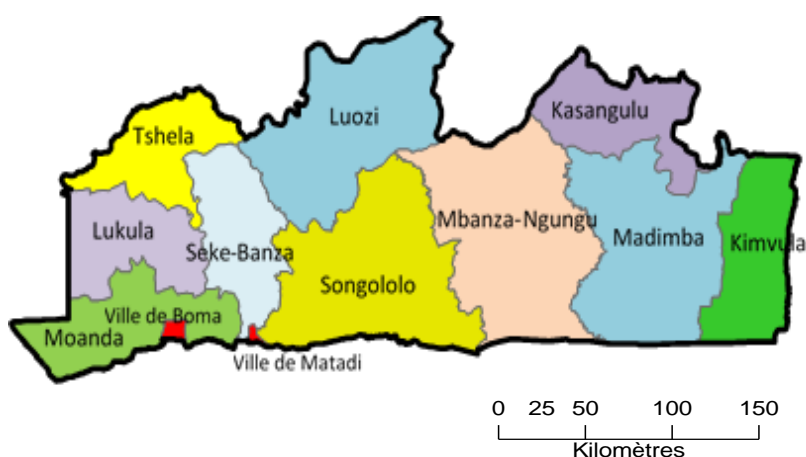 Kasangulu
Luozi
Tshela
Mbanza-Ngungu
Lukula
Madimba
Kimvula
Seke-Banza
Songololo
Ville de Boma
Moanda
Ville de Matadi
0 25 50 100 150
Kilomètres